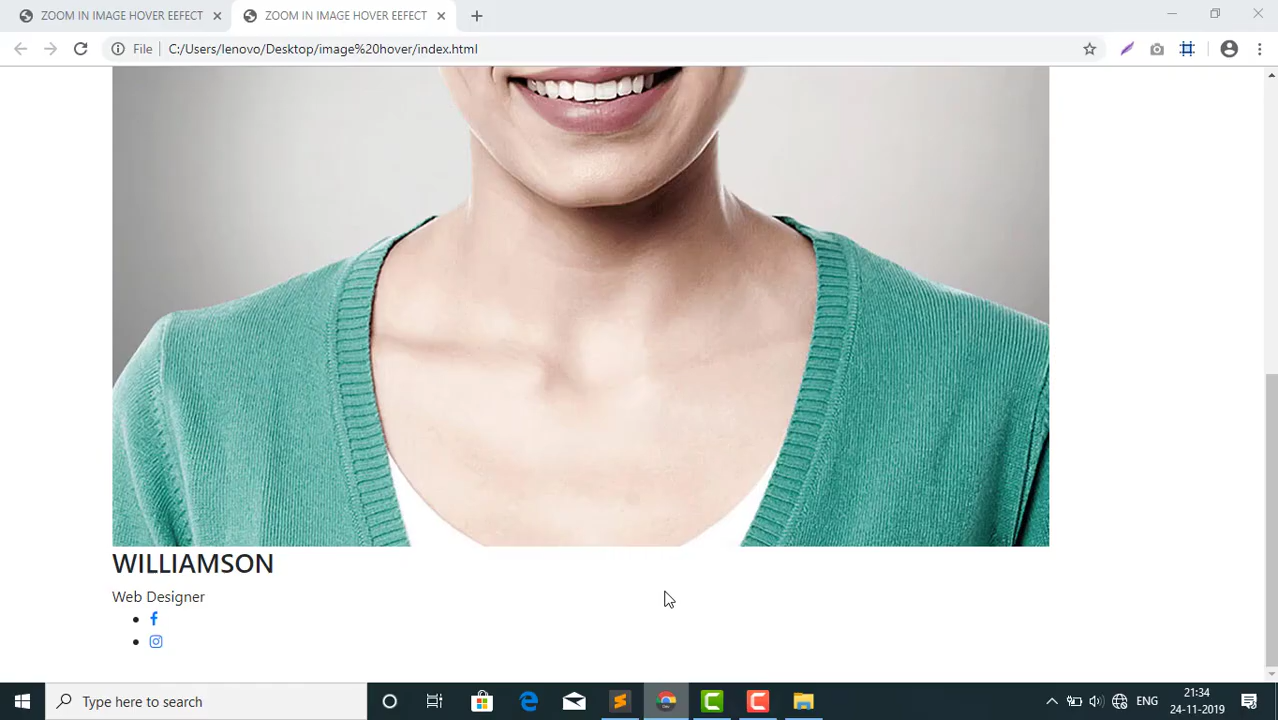 ZOOM IN IMAGE HOVER EEFECT
ZOOM IN IMAGE HOVER EEFECT
File C:/Users/lenovo/Desktop/image%20hover/index.html
WILLIAMSON
Web Designer
Type here to search
ENG
21:34
24-11-2019